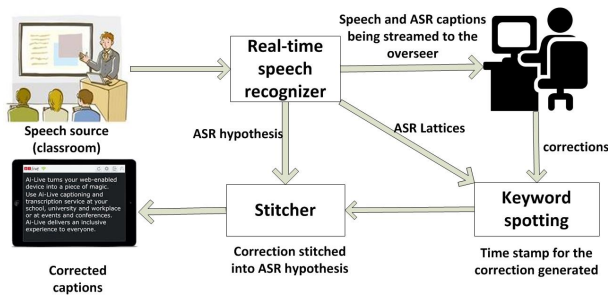 Speech and ASR captions
being streamed to the
overseer
Real-time
speech
recognizer
Speech source
(classroom)
ASR hypothesis
ASR Lattices
corrections
Ai-Live turns your web-enabled
device into a piece of magic.
Use Ai-Live captioning and
transcription service at your
school, university and workplace
or at events and conferences.
Ai-Live delivers an inclusive
experience to everyone.
Stitcher
Keyword
spotting
Correction stitched
into ASR hypothesis
Time stamp for the
correction generated
Corrected
captions